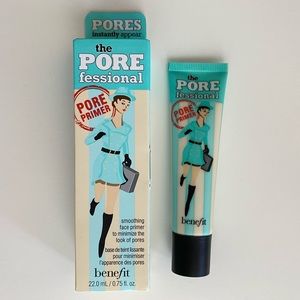 PORES
instantly appear
the
PORE
fessional
PORE
PRIMER
smoothing
face primer
to minimize the
look of pores
base de teint lissante
pour minimiser
l'apparence des pores
benefit
22.0 mL / 0.75 fl. oz.
the
PORE
fessional
PORE
PRIMER
benefit